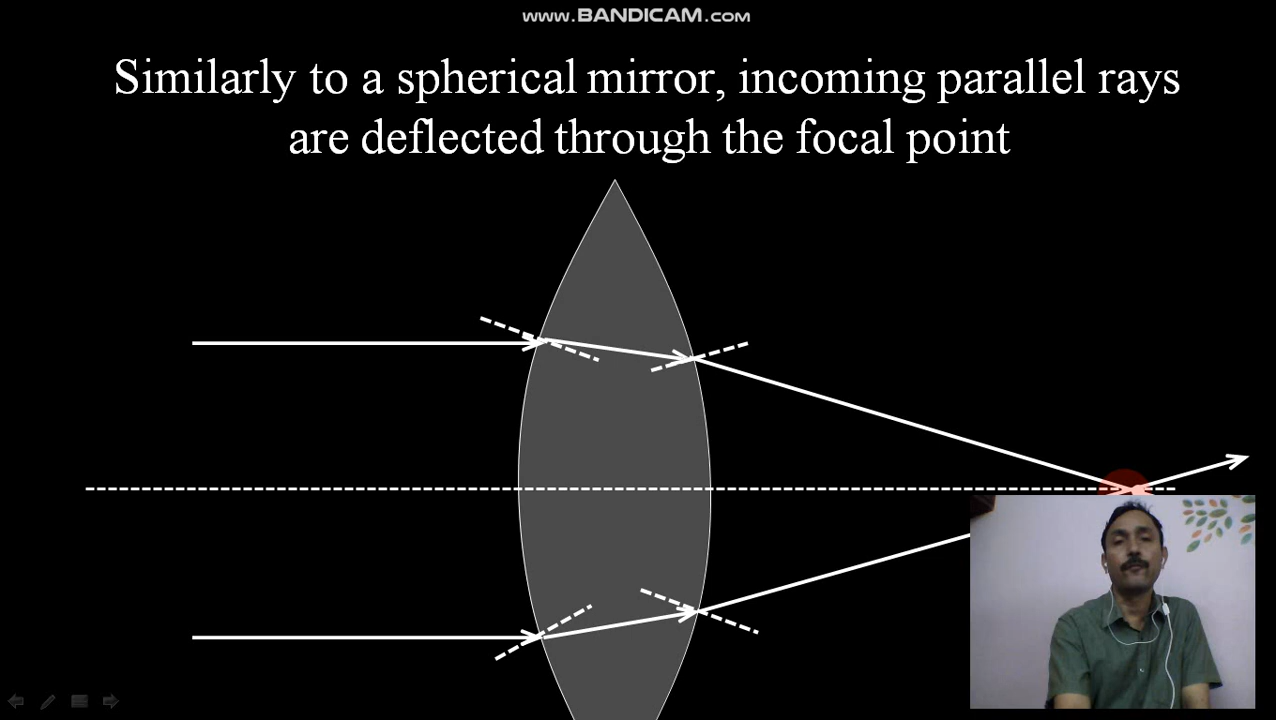 www.BANDICAM.com
Similarly to a spherical mirror, incoming parallel rays
are deflected through the focal point